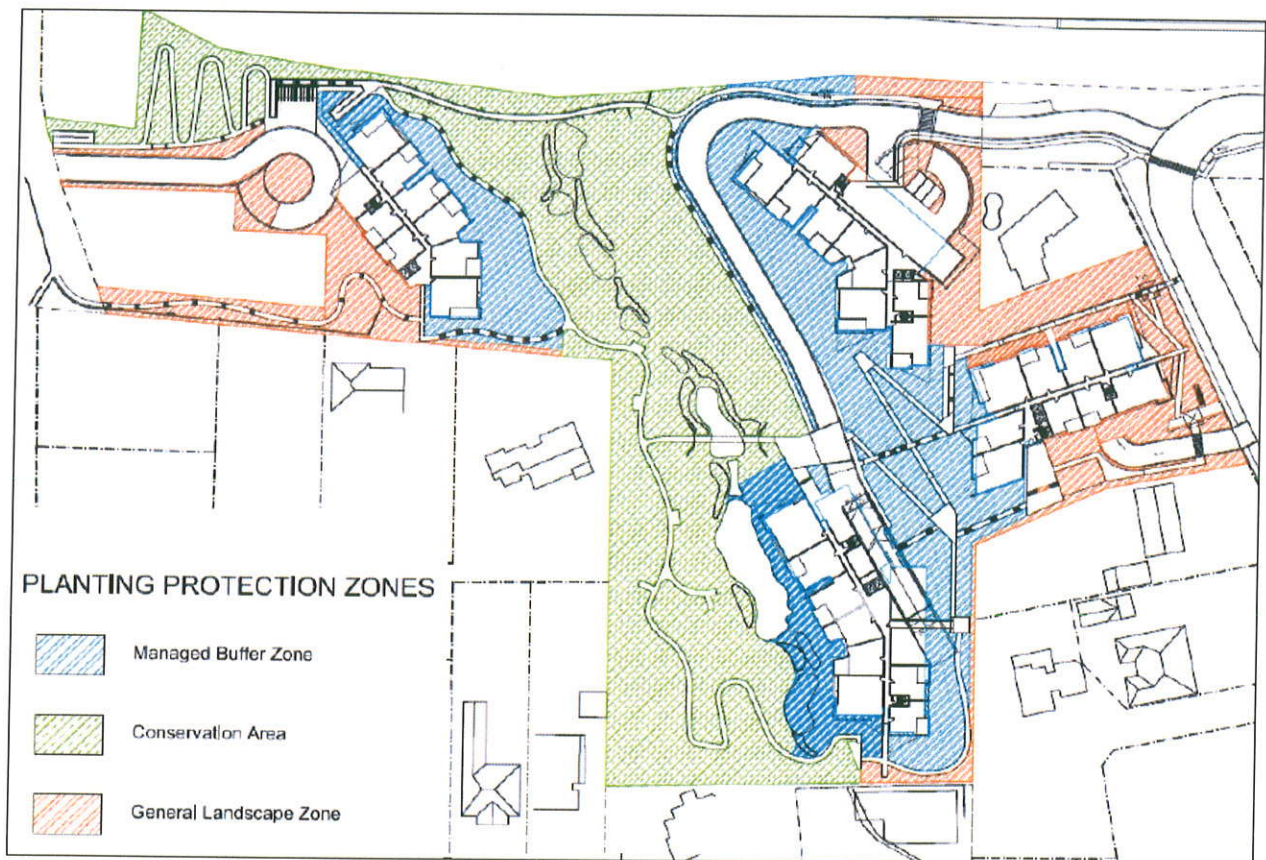 PLANTING PROTECTION ZONES
Managed Buffer Zone
Conservation Area
General Landscape Zone